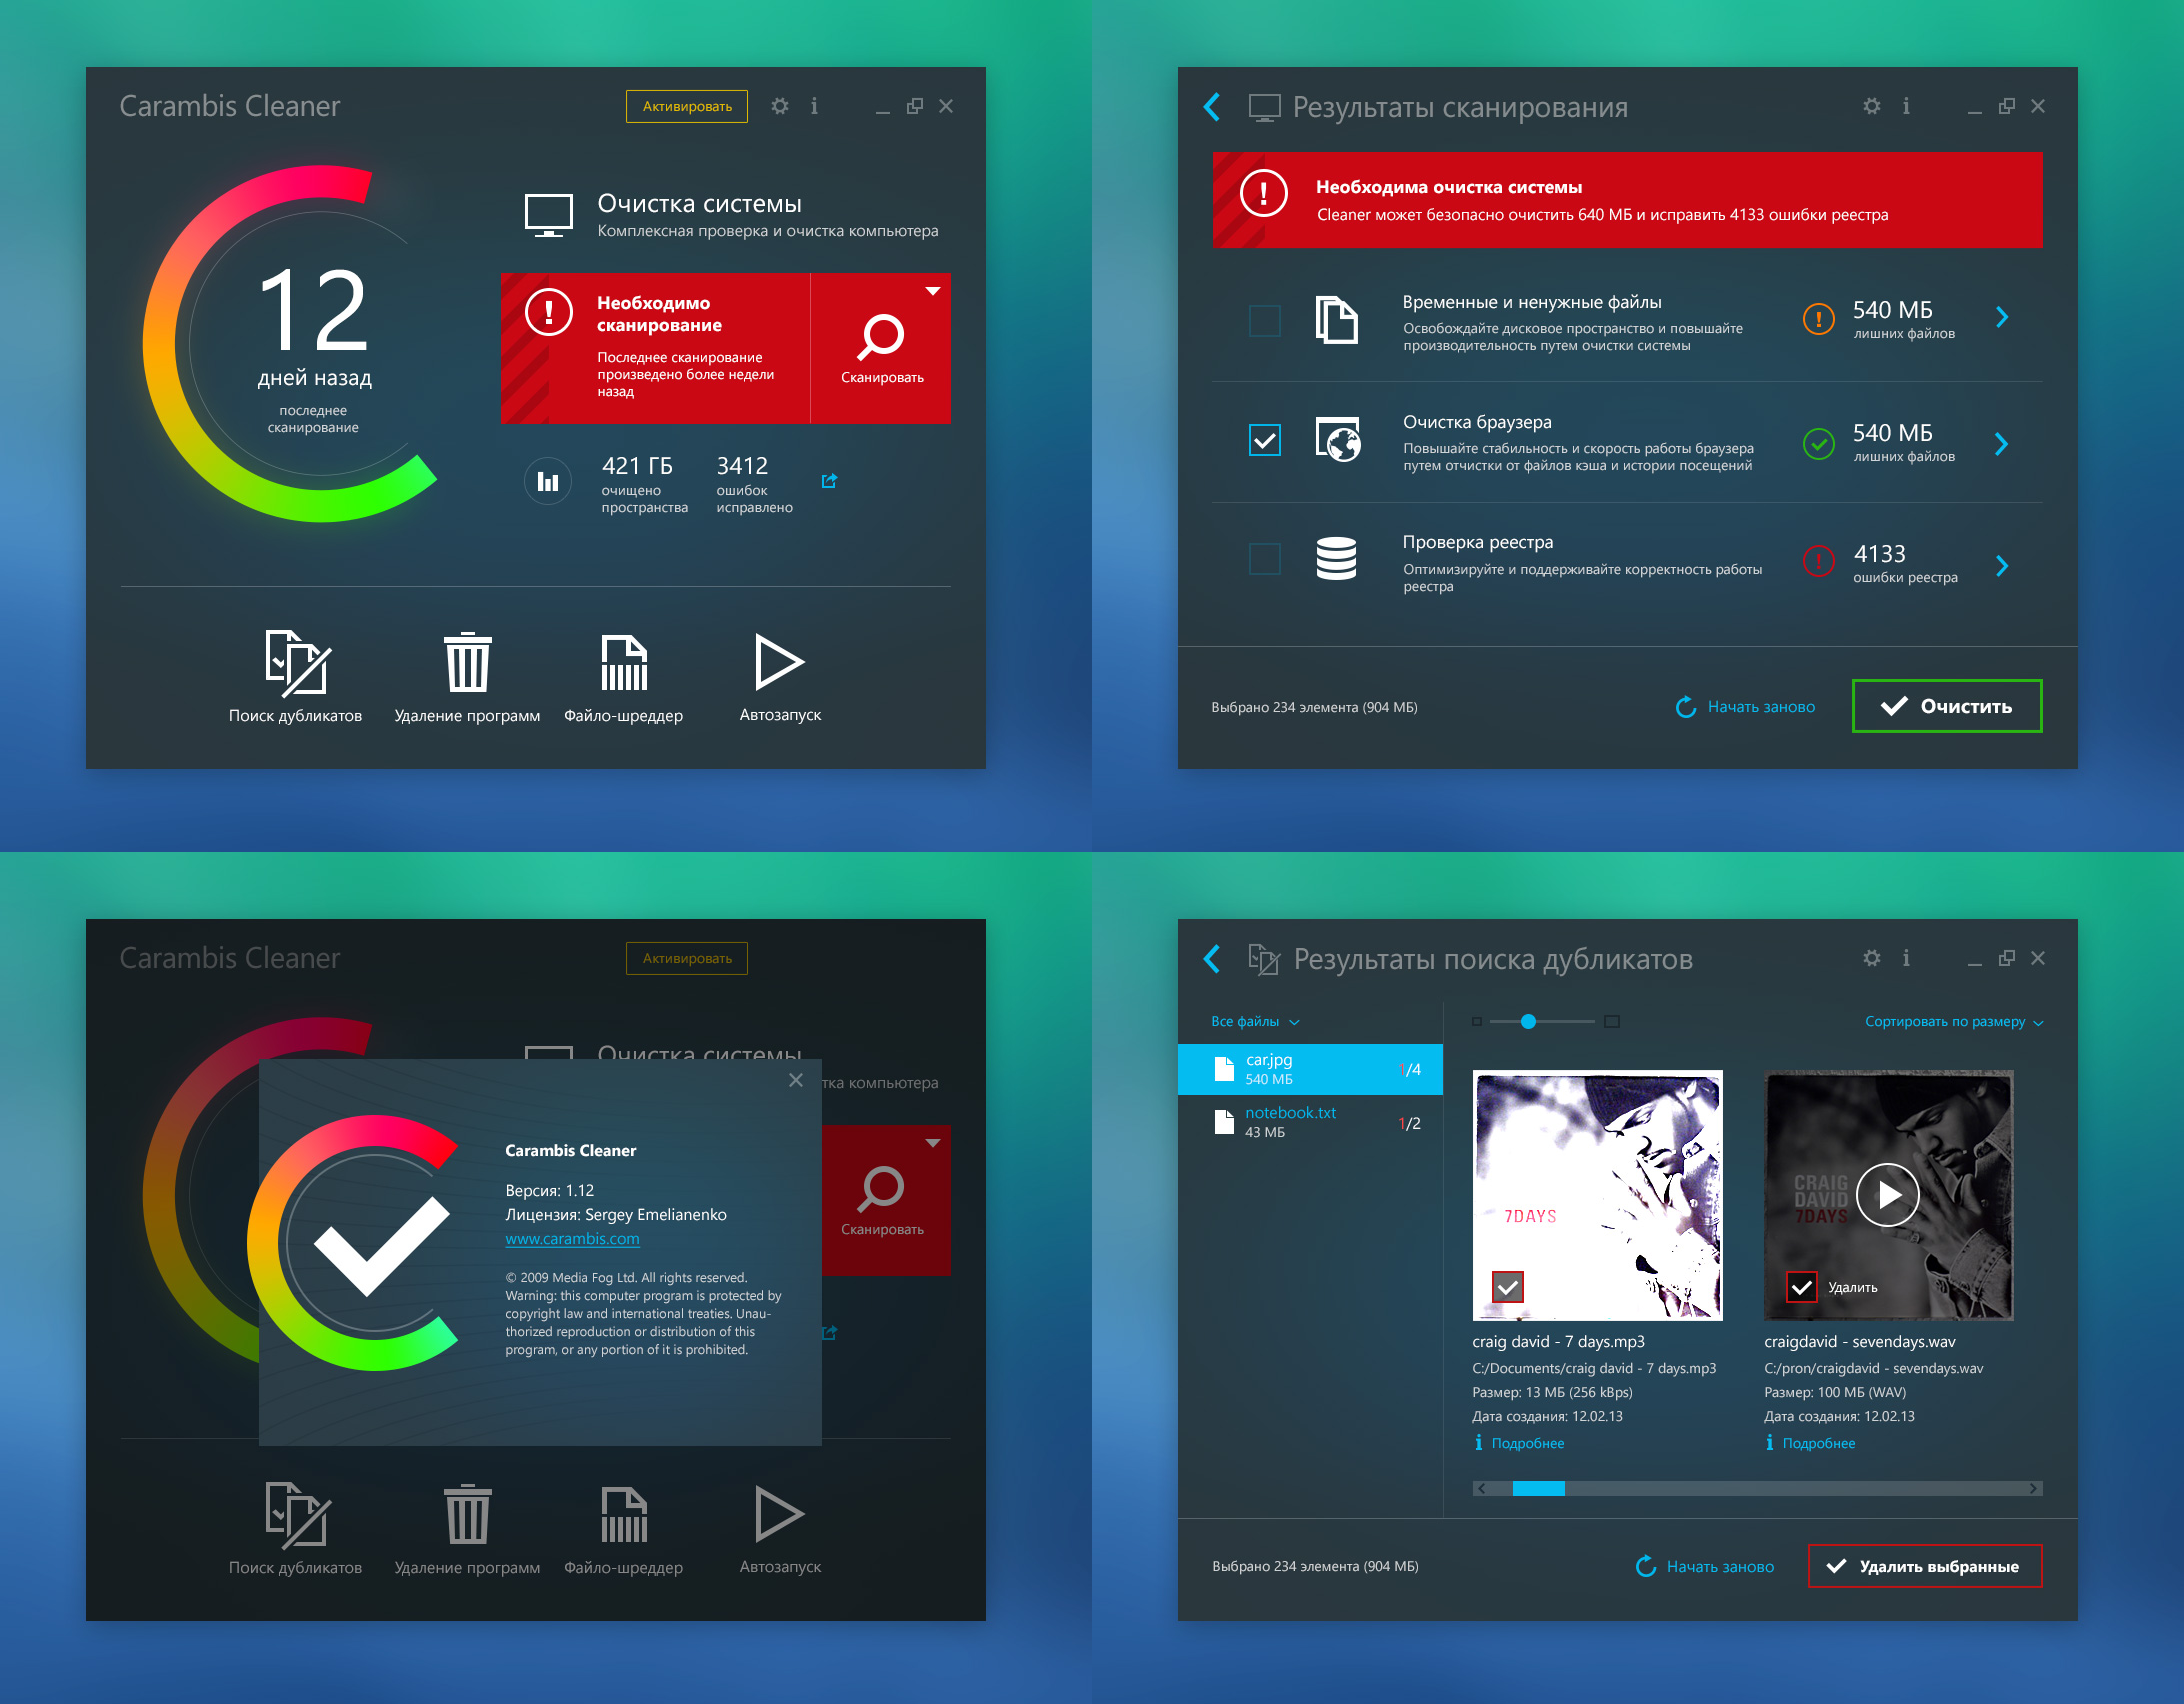 Carambis Cleaner
Активировать
12
дней назад
последнее
сканирование
Очистка системы
Комплексная проверка и очистка компьютера
Необходимо
сканирование
Последнее сканирование
произведено более недели
назад
Сканировать
421 ГБ
очищено
пространства
3412
ошибок
исправлено
Поиск дубликатов
Удаление программ
Файло-шреддер
Автозапуск
Результаты сканирования
Необходима очистка системы
Cleaner может безопасно очистить 640 МБ и исправить 4133 ошибки реестра
Временные и ненужные файлы
Освобождайте дисковое пространство и повышайте
производительность путем очистки системы
540 МБ
лишних файлов
Очистка браузера
Повышайте стабильность и скорость работы браузера
путем отчистки от файлов кэша и истории посещений
540 МБ
лишних файлов
Проверка реестра
Оптимизируйте и поддерживайте корректность работы
реестра
4133
ошибки реестра
Выбрано 234 элемента (904 МБ)
Начать заново
Очистить
Carambis Cleaner
Активировать
Очистка системы
тка компьютера
Сканировать
Carambis Cleaner
Версия: 1.12
Лицензия: Sergey Emelianenko
www.carambis.com
© 2009 Media Fog Ltd. All rights reserved.
Warning: this computer program is protected by
copyright law and international treaties. Unau-
thorized reproduction or distribution of this
program, or any portion of it is prohibited.
Поиск дубликатов
Удаление программ
Файло-шреддер
Автозапуск
Результаты поиска дубликатов
Все файлы
Сортировать по размеру
car.jpg
540 МБ
1/4
notebook.txt
43 МБ
1/2
7DAYS
CRAIG
DAVID
7DAYS
Удалить
craig david - 7 days.mp3
C:/Documents/craig david - 7 days.mp3
Размер: 13 МБ (256 kBps)
Дата создания: 12.02.13
Подробнее
craigdavid - sevendays.wav
C:/pron/craigdavid - sevendays.wav
Размер: 100 МБ (WAV)
Дата создания: 12.02.13
Подробнее
Выбрано 234 элемента (904 МБ)
Начать заново
Удалить выбранные